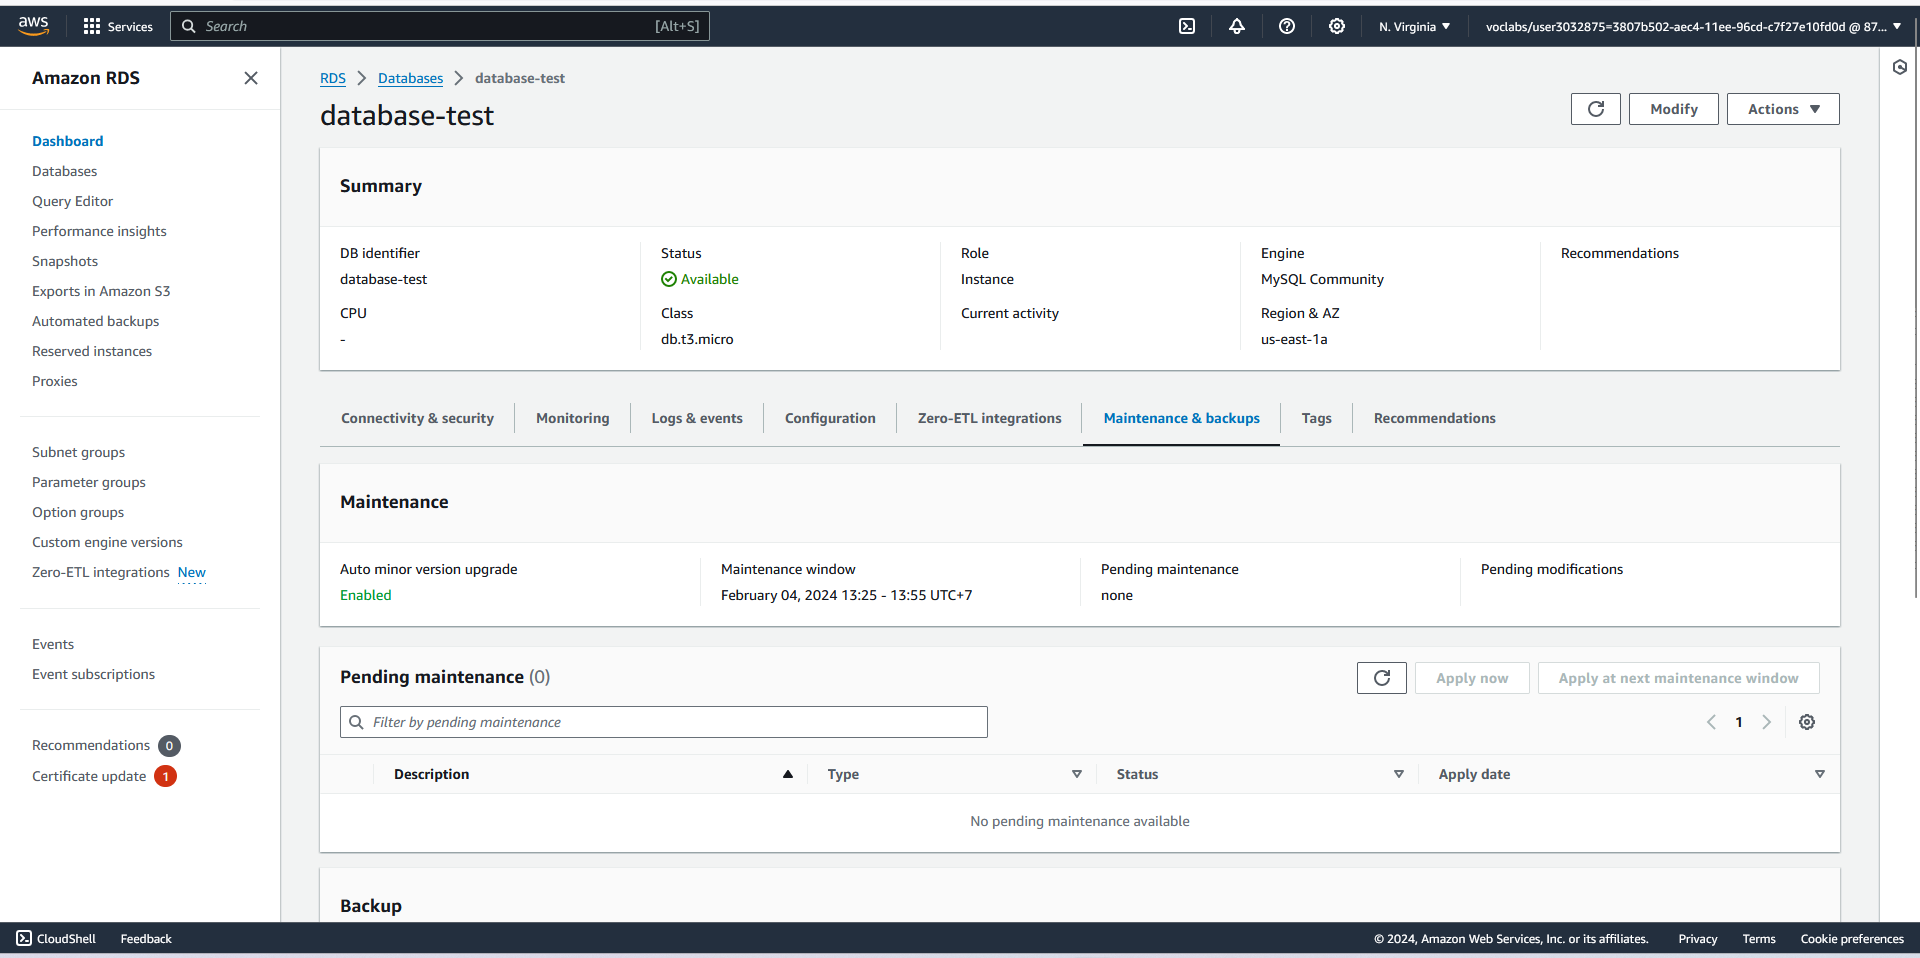 aws
Services
Search [Alt+S]
N. Virginia
voclabs/user3032875=3807b502-aec4-11ee-96cd-c7f27e10fd0d @ 87...
Amazon RDS
Dashboard
Databases
Query Editor
Performance insights
Snapshots
Exports in Amazon S3
Automated backups
Reserved instances
Proxies
Subnet groups
Parameter groups
Option groups
Custom engine versions
Zero-ETL integrations New
Events
Event subscriptions
Recommendations 0
Certificate update 1
RDS > Databases > database-test
database-test
Modify
Actions
Summary
DB identifier
database-test
CPU
-
Status
Available
Class
db.t3.micro
Role
Instance
Current activity
Engine
MySQL Community
Region & AZ
us-east-1a
Recommendations
Connectivity & security
Monitoring
Logs & events
Configuration
Zero-ETL integrations
Maintenance & backups
Tags
Recommendations
Maintenance
Auto minor version upgrade
Enabled
Maintenance window
February 04, 2024 13:25 - 13:55 UTC+7
Pending maintenance
none
Pending modifications
Pending maintenance (0)
Apply now
Apply at next maintenance window
Filter by pending maintenance
1
Description
Type
Status
Apply date
No pending maintenance available
Backup
CloudShell
Feedback
© 2024, Amazon Web Services, Inc. or its affiliates.
Privacy
Terms
Cookie preferences